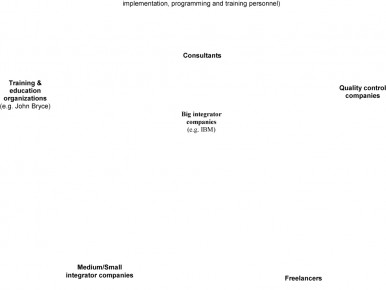 implementation, programming and training personnel)
Consultants
Training &
education
organizations
(e.g. John Bryce)
Quality control
companies
Big integrator
companies
(e.g. IBM)
Medium/Small
integrator companies
Freelancers